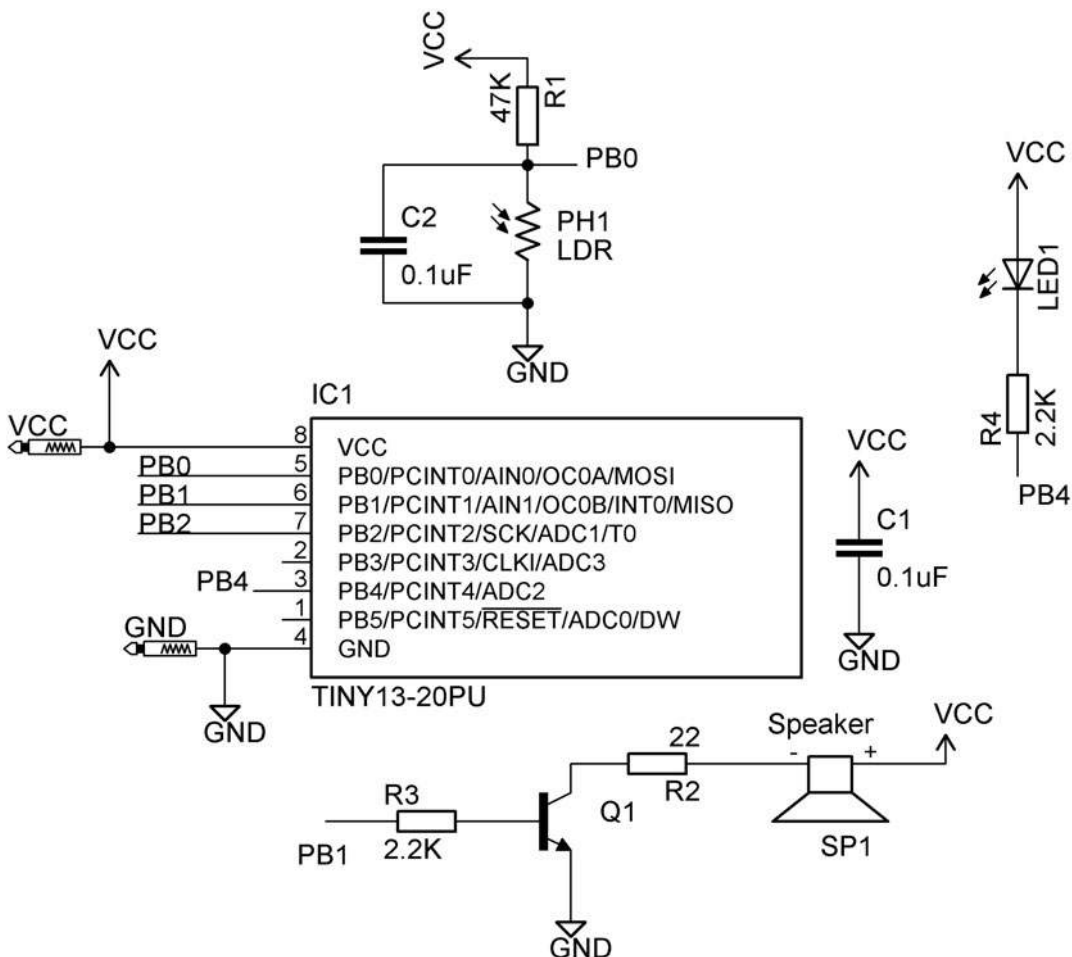 VCC
47K
R1
PB0
C2
0.1uF
PH1
LDR
GND
VCC
LED1
R4
2.2K
PB4
VCC
VCC
IC1
8 VCC
PB0 5 PB0/PCINT0/AIN0/OC0A/MOSI
PB1 6 PB1/PCINT1/AIN1/OC0B/INT0/MISO
PB2 7 PB2/PCINT2/SCK/ADC1/T0
2 PB3/PCINT3/CLKI/ADC3
PB4 3 PB4/PCINT4/ADC2
1 PB5/PCINT5/RESET/ADC0/DW
GND 4 GND
GND
TINY13-20PU
VCC
C1
0.1uF
GND
Speaker
VCC
- +
22
R2
SP1
Q1
R3
2.2K
PB1
GND